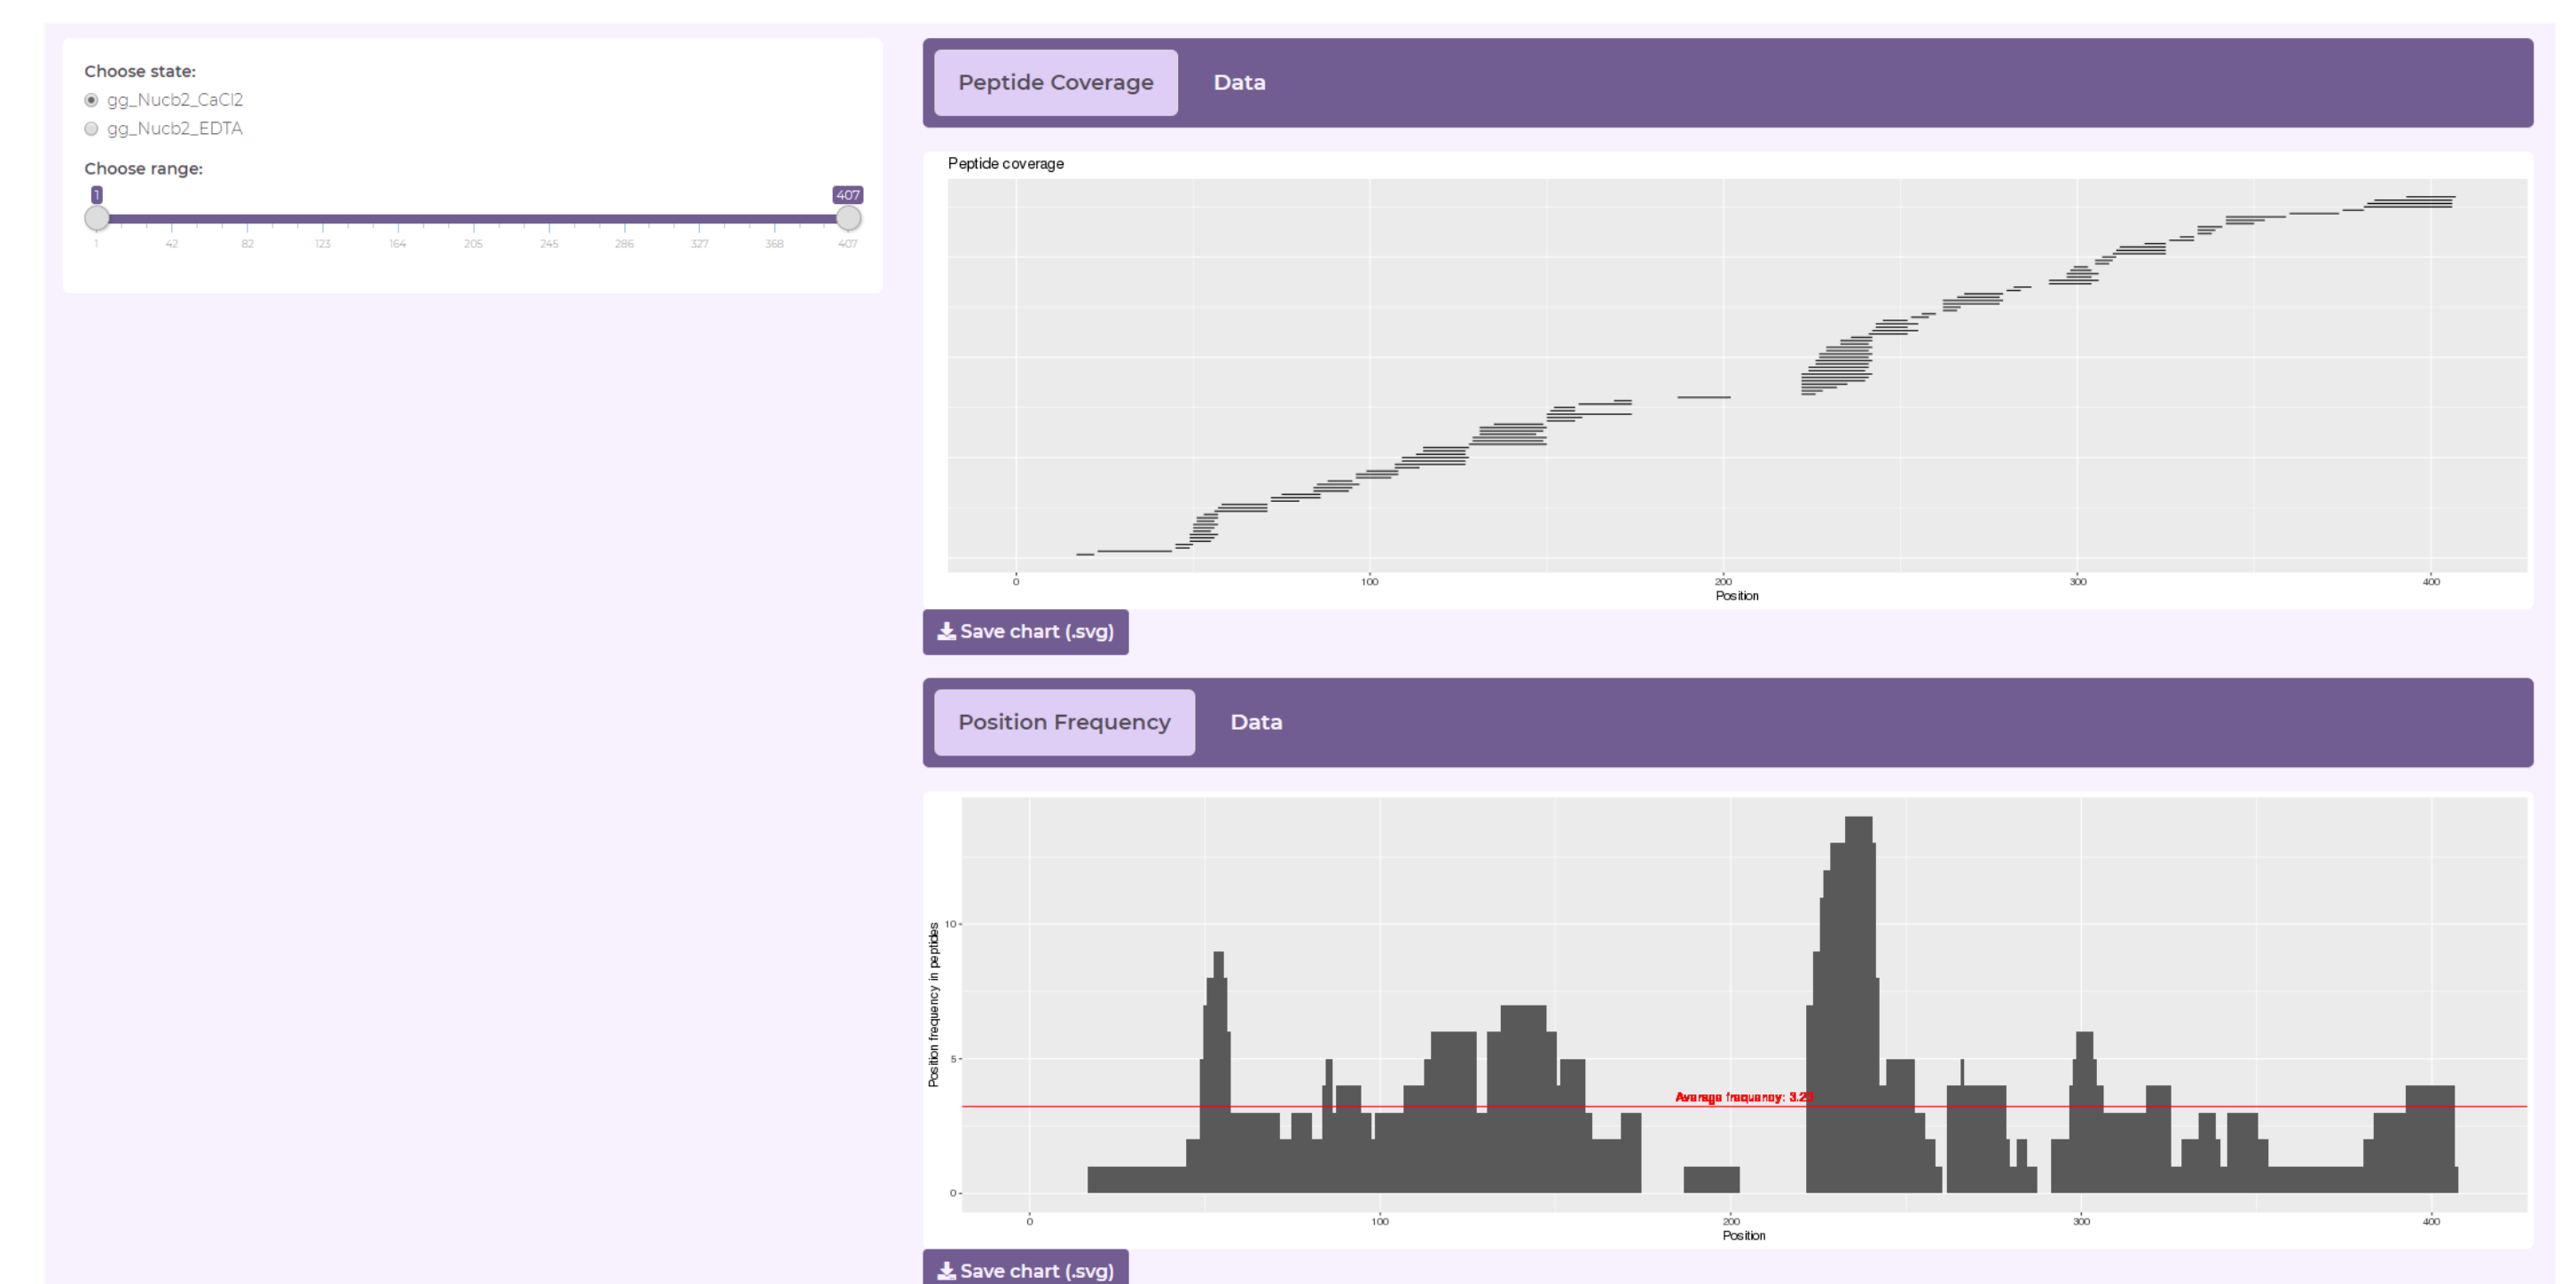 Choose state:
gg_Nucb2_CaCl2
gg_Nucb2_EDTA
Choose range:
1 407
1 42 82 123 164 205 245 286 327 368 407
Peptide Coverage Data
Peptide coverage
0 100 200 300 400
Position
Save chart (.svg)
Position Frequency Data
Position frequency in peptides
10
5
0
Average frequency:
0 100 200 300 400
Position
Save chart (.svg)